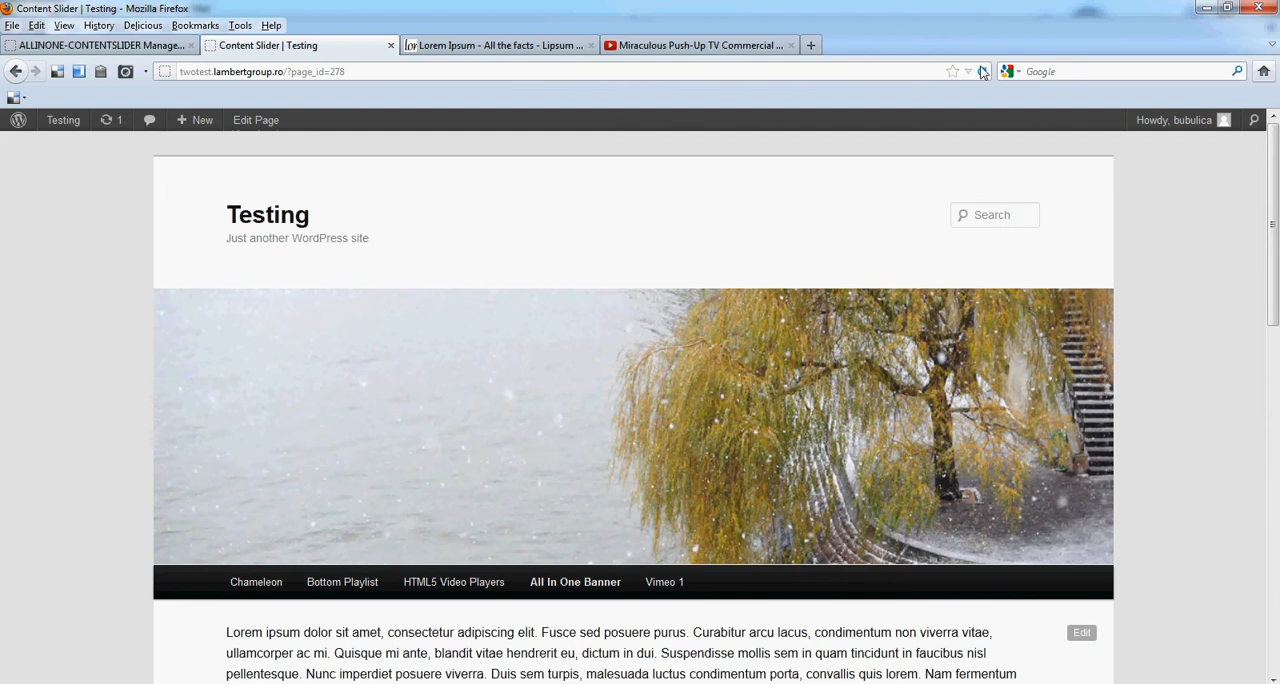 Content Slider | Testing - Mozilla Firefox
File Edit View History Delicious Bookmarks Tools Help
ALLINONE-CONTENTSLIDER Manage... Content Slider | Testing Lorem Ipsum - All the facts - Lipsum ... Miraculous Push-Up TV Commercial ...
twotest.lambertgroup.ro/?page_id=278 Google
Testing 1 New Edit Page Howdy, bubulica
Testing
Search
Just another WordPress site
Chameleon Bottom Playlist HTML5 Video Players All In One Banner Vimeo 1
Lorem ipsum dolor sit amet, consectetur adipiscing elit. Fusce sed posuere purus. Curabitur arcu lacus, condimentum non viverra vitae,
Edit
ullamcorper ac mi. Quisque mi ante, blandit vitae hendrerit eu, dictum in dui. Suspendisse mollis sem in quam tincidunt in faucibus nisl
pellentesque. Nunc imperdiet posuere viverra. Duis sem turpis, malesuada luctus condimentum porta, convallis quis lorem. Nam fermentum